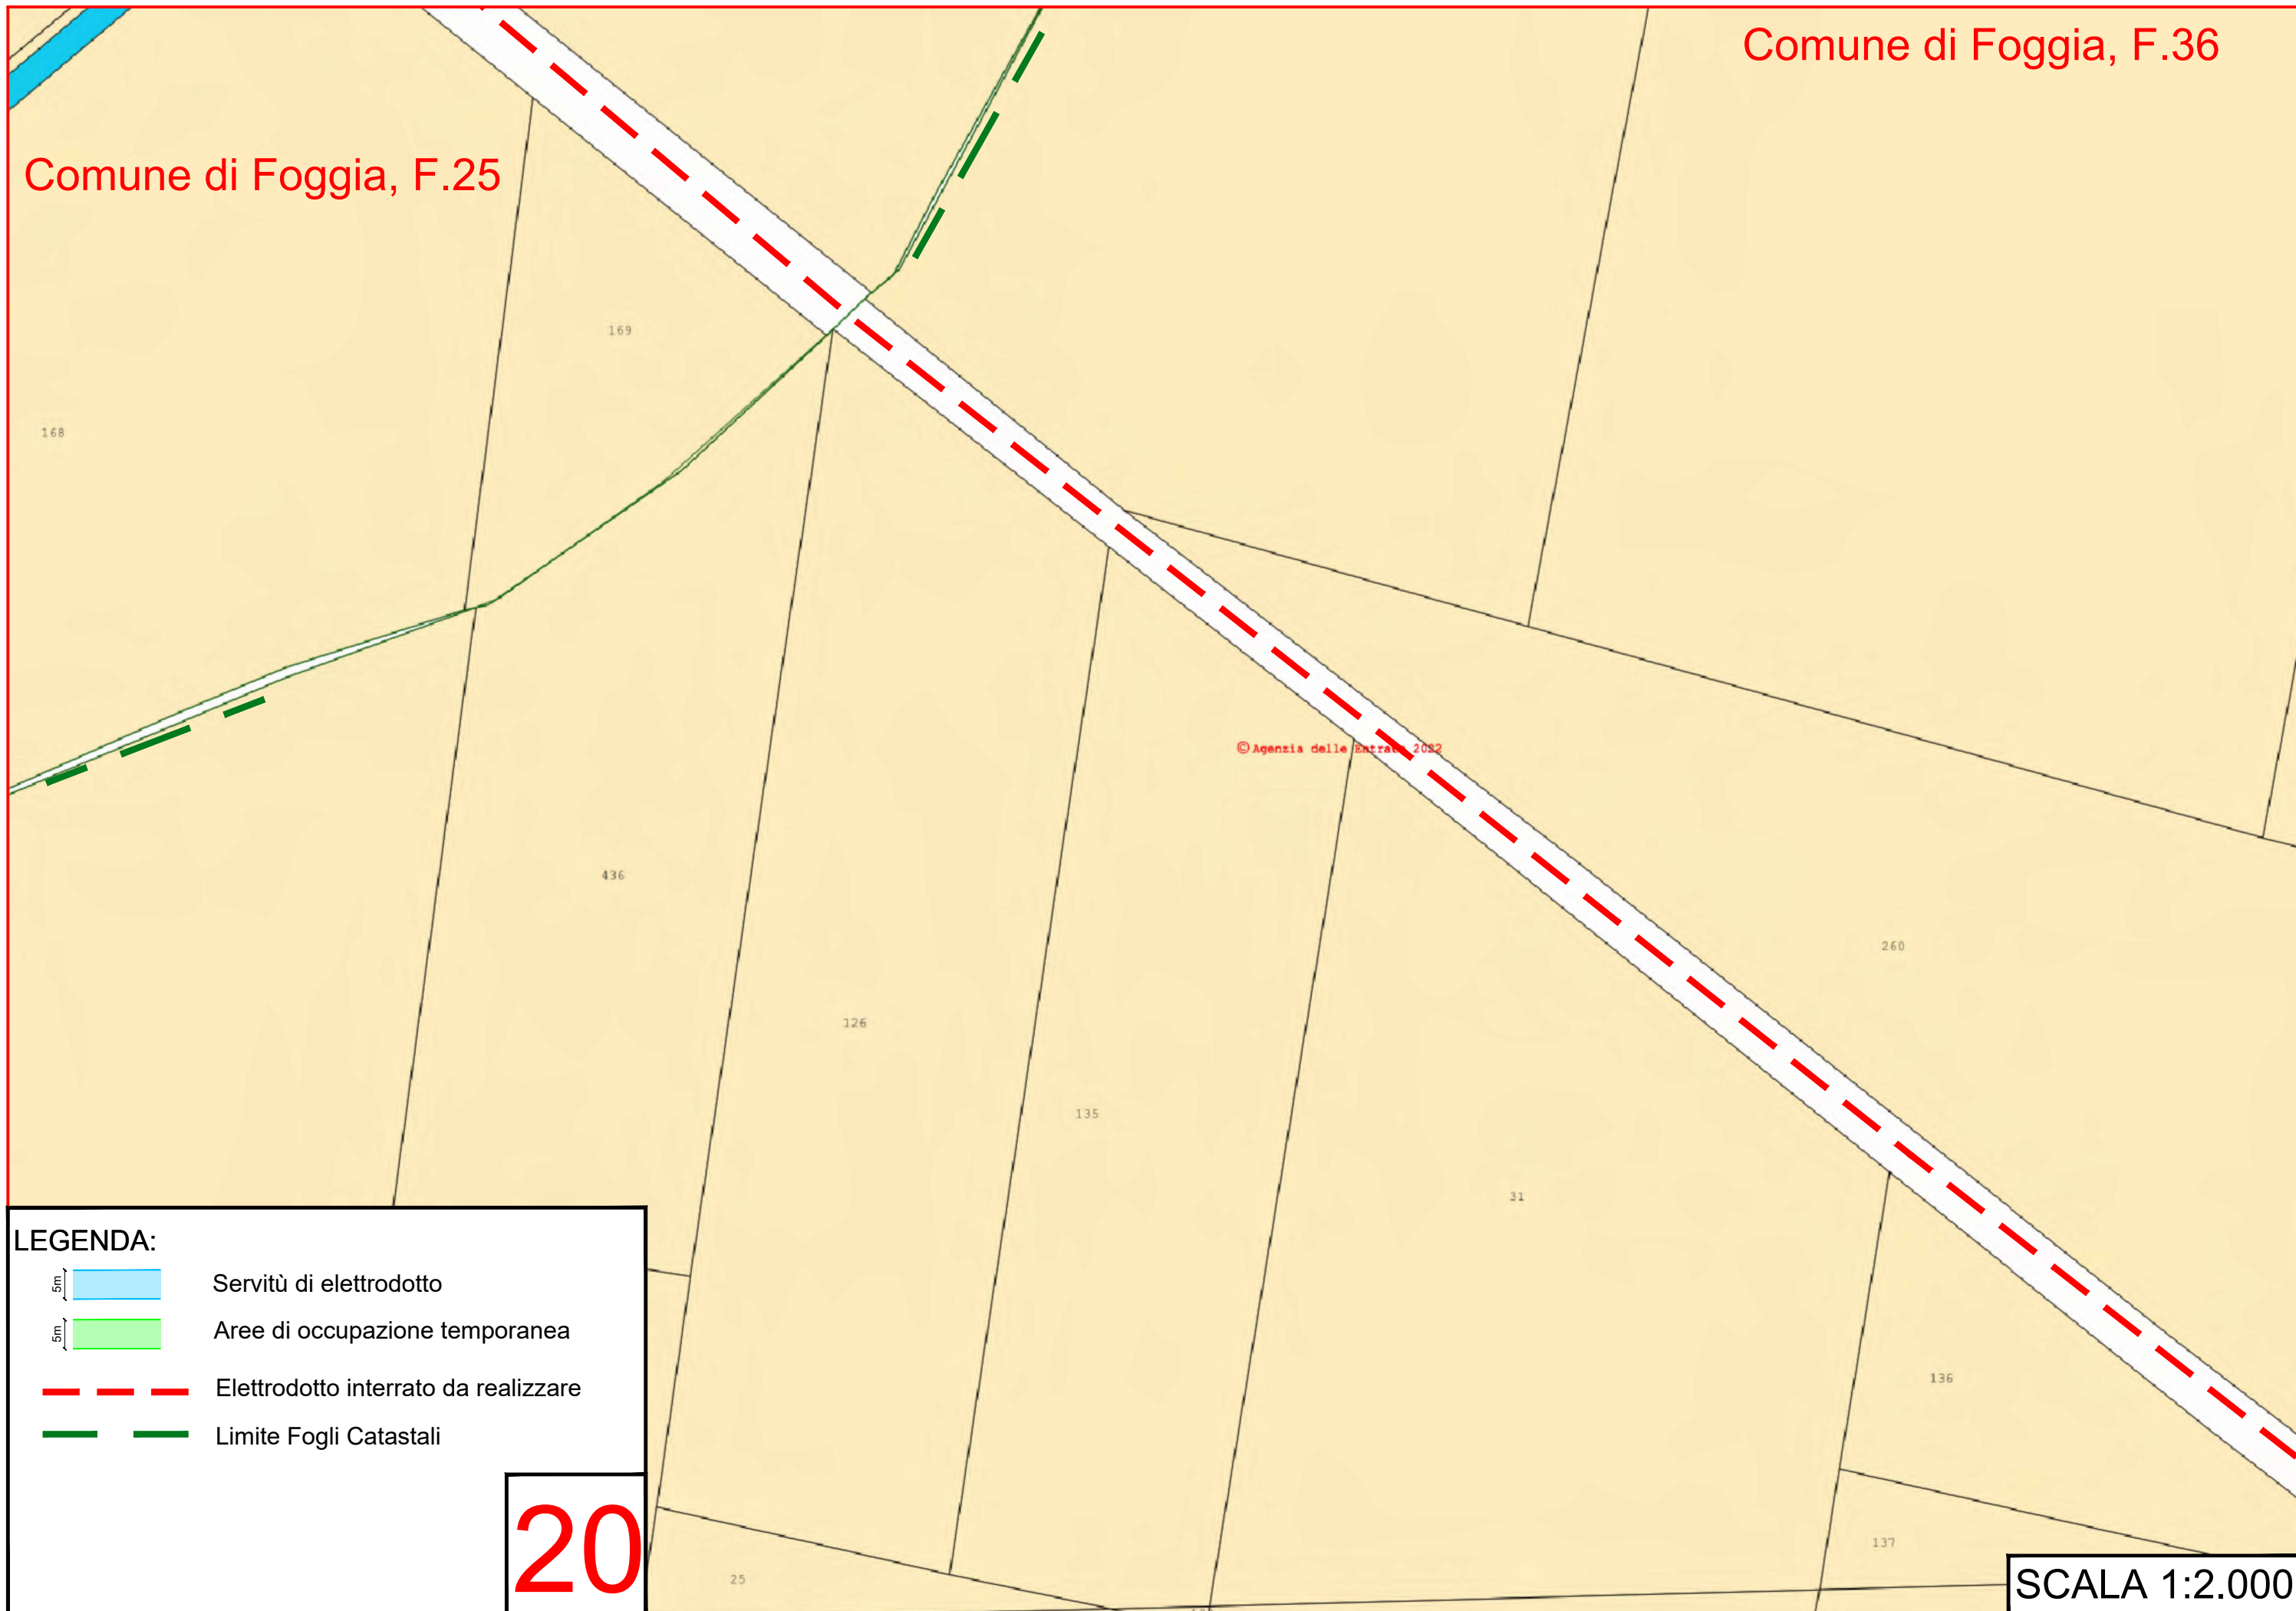 Comune di Foggia, F.36
Comune di Foggia, F.25
169
168
© Agenzia delle Entrate 2022
436
260
126
135
31
136
137
25
LEGENDA:
5m Servitù di elettrodotto
5m Aree di occupazione temporanea
Elettrodotto interrato da realizzare
Limite Fogli Catastali
20
SCALA 1:2.000